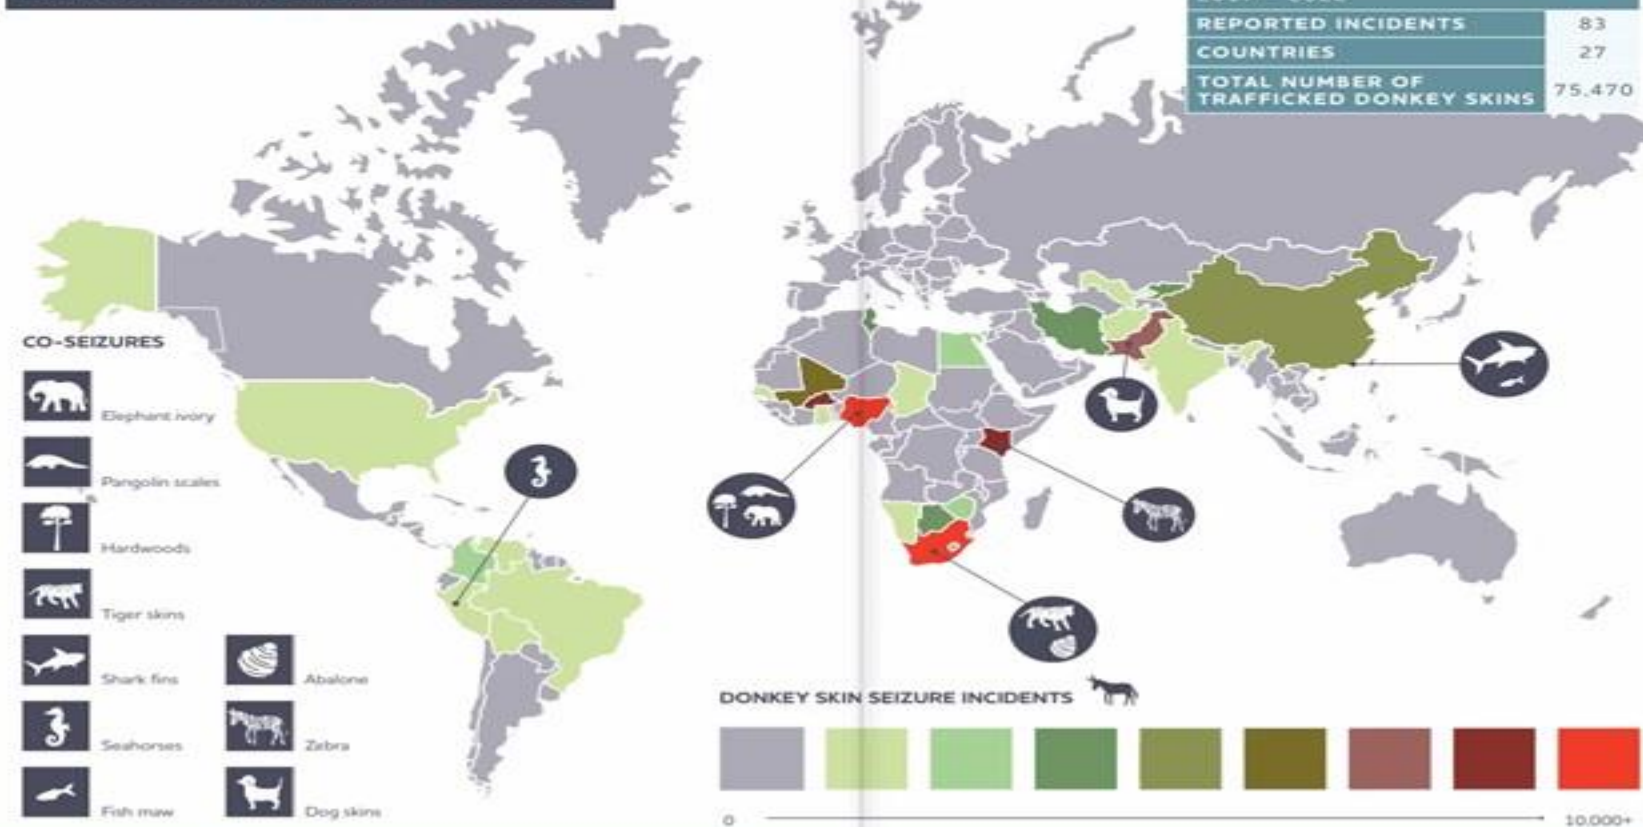 REPORTED INCIDENTS 83
COUNTRIES 27
TOTAL NUMBER OF
TRAFFICKED DONKEY SKINS 75,470
CO-SEIZURES
Elephant ivory
Pangolin scales
Hardwoods
Tiger skins
Shark fins
Abalone
Seahorses
Zebra
Fish maw
Dog skins
DONKEY SKIN SEIZURE INCIDENTS
0
10,000+